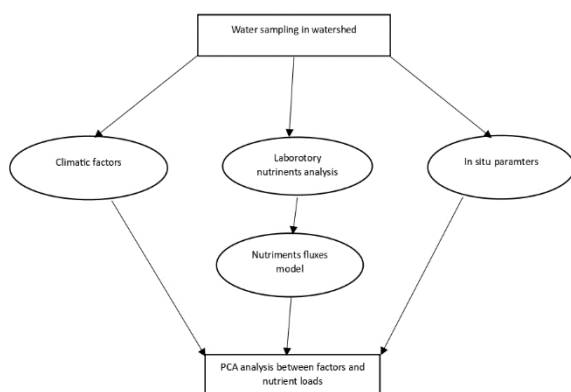 Water sampling in watershed
Climatic factors
Laborotory
nutrinents analysis
In situ paramters
Nutriments fluxes
model
PCA analysis between factors and
nutrient loads